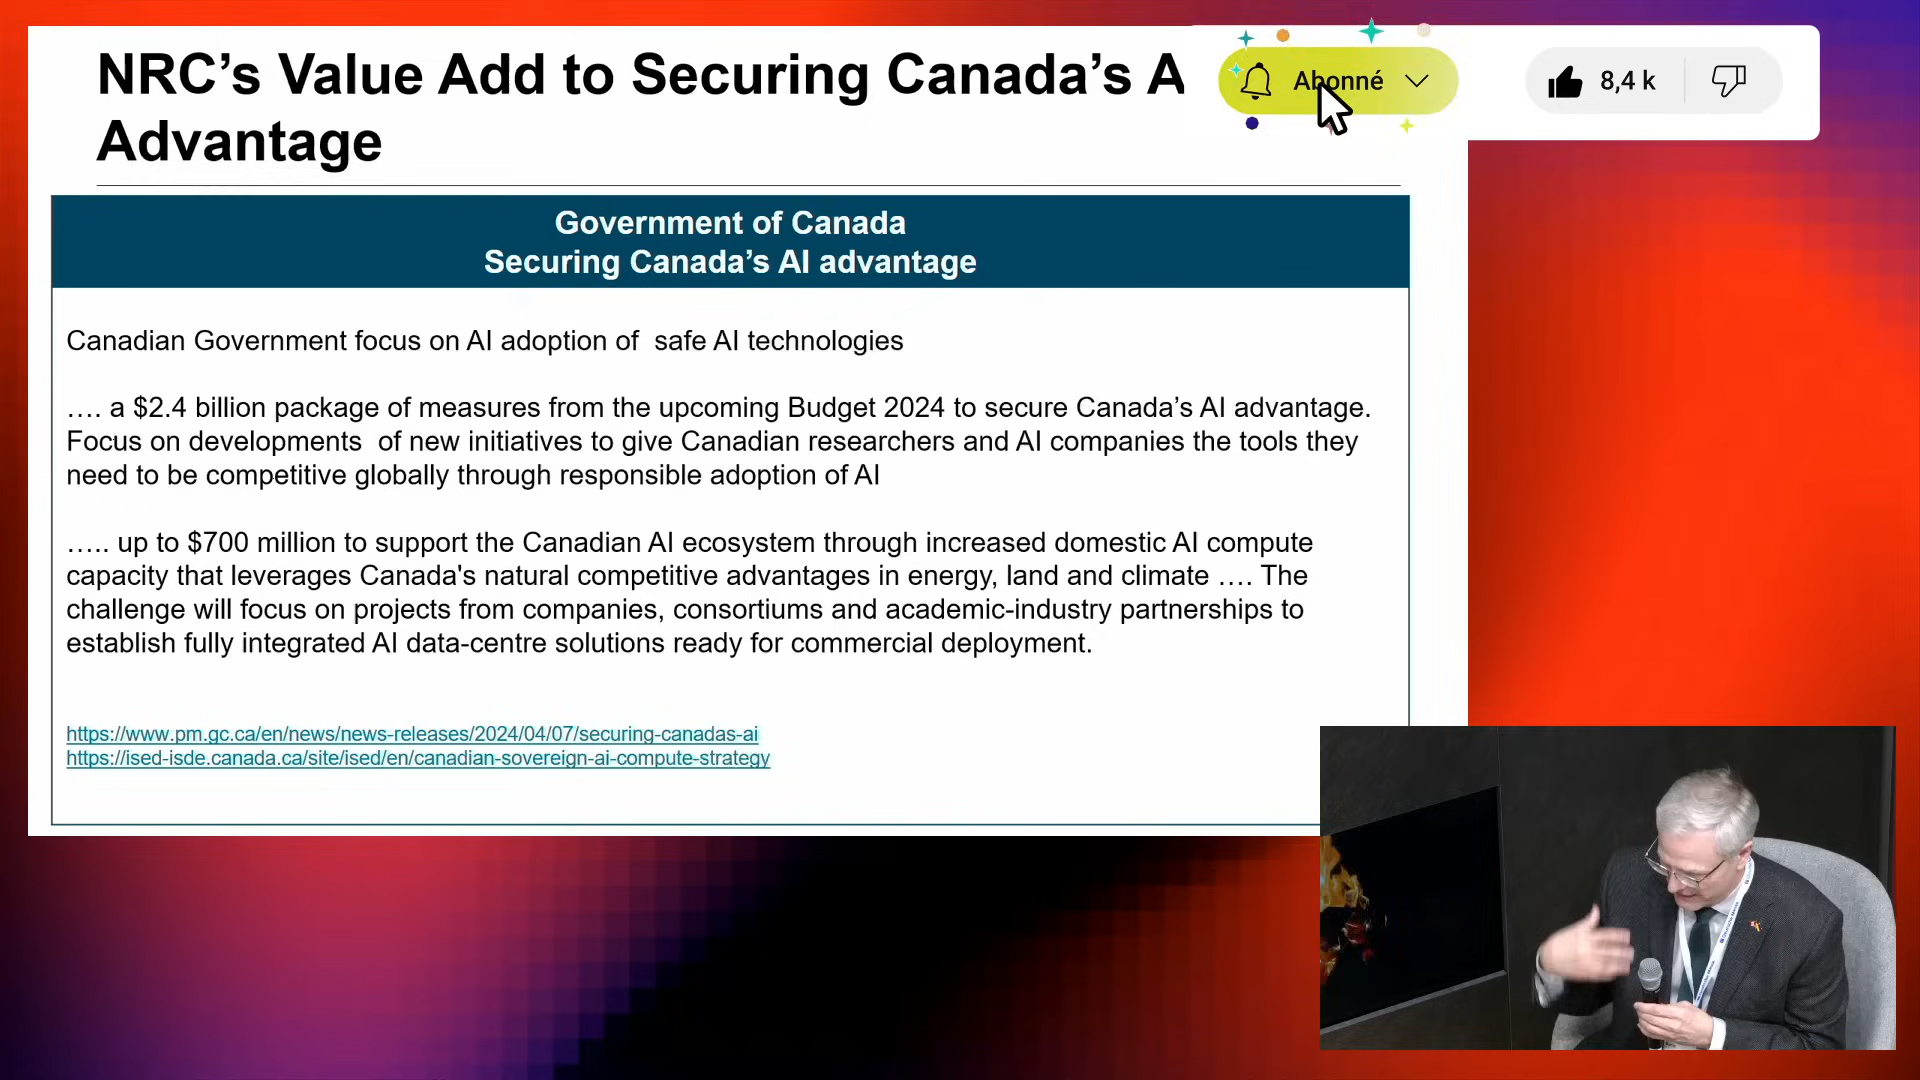 NRC’s Value Add to Securing Canada’s A
Advantage
Abonné
8,4 k
Government of Canada
Securing Canada’s AI advantage
Canadian Government focus on AI adoption of  safe AI technologies
…. a $2.4 billion package of measures from the upcoming Budget 2024 to secure Canada’s AI advantage.
Focus on developments  of new initiatives to give Canadian researchers and AI companies the tools they
need to be competitive globally through responsible adoption of AI
….. up to $700 million to support the Canadian AI ecosystem through increased domestic AI compute
capacity that leverages Canada's natural competitive advantages in energy, land and climate …. The
challenge will focus on projects from companies, consortiums and academic-industry partnerships to
establish fully integrated AI data-centre solutions ready for commercial deployment.
https://www.pm.gc.ca/en/news/news-releases/2024/04/07/securing-canadas-ai
https://ised-isde.canada.ca/site/ised/en/canadian-sovereign-ai-compute-strategy